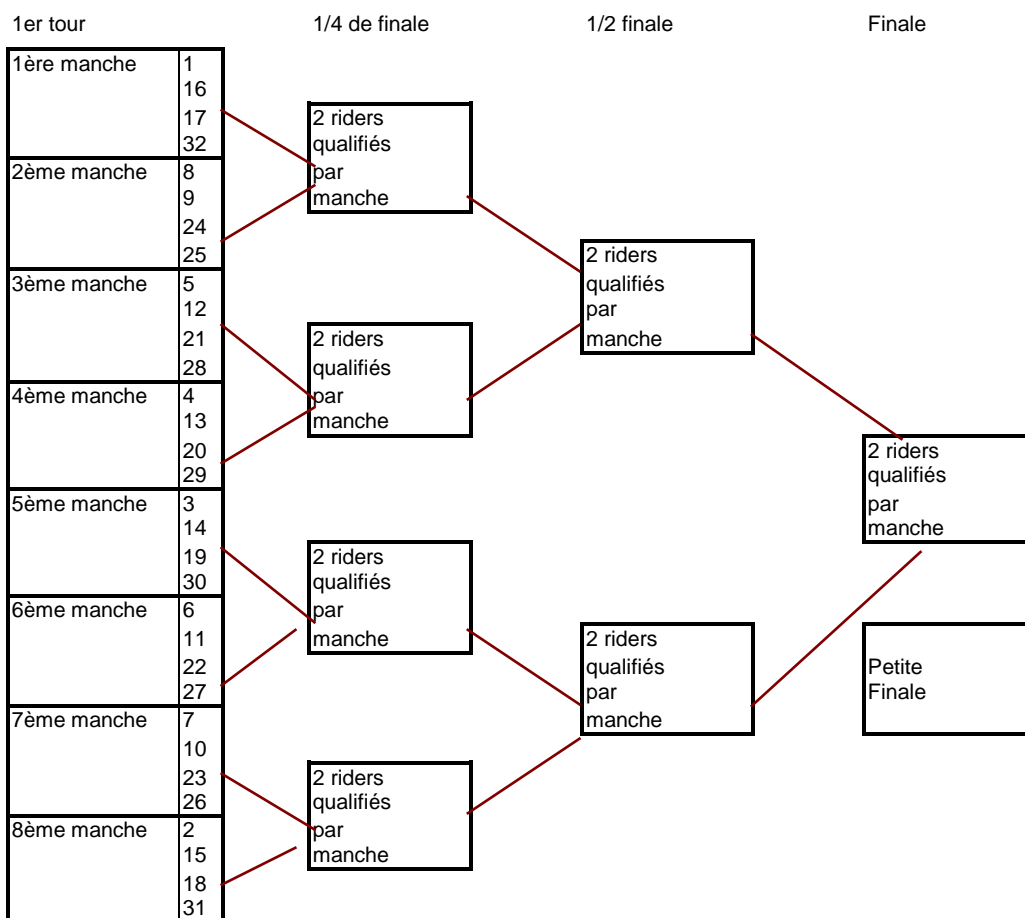 1er tour 1/4 de finale 1/2 finale Finale
1ère manche 1
16
17
32
2ème manche 8
9
24
25
3ème manche 5
12
21
28
4ème manche 4
13
20
29
5ème manche 3
14
19
30
6ème manche 6
11
22
27
7ème manche 7
10
23
26
8ème manche 2
15
18
31
2 riders
qualifiés
par
manche
2 riders
qualifiés
par
manche
2 riders
qualifiés
par
manche
2 riders
qualifiés
par
manche
2 riders
qualifiés
par
manche
2 riders
qualifiés
par
manche
2 riders
qualifiés
par
manche
Petite
Finale